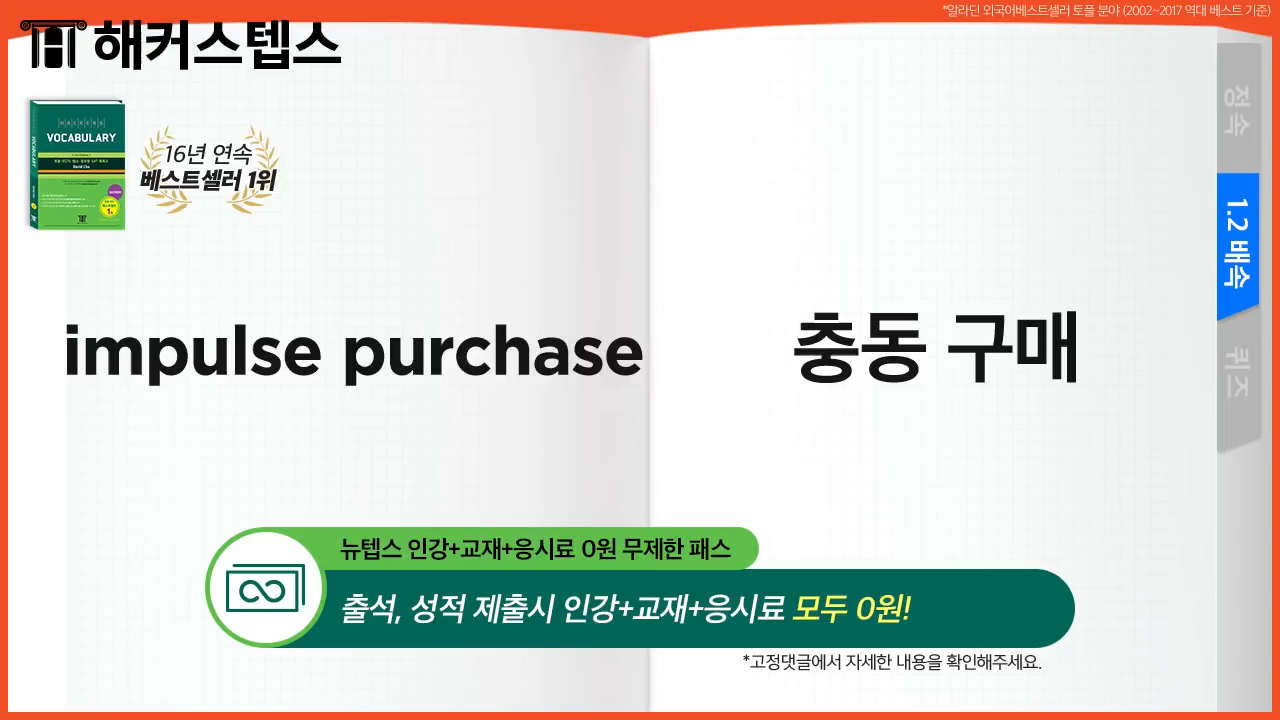 *알라딘 외국어베스트셀러 토플 분야 (2002~2017 역대 베스트 기준)
해커스텝스
HACKERS
VOCABULARY
16년 연속
베스트셀러 1위
정속
1.2 배속
퀴즈
impulse purchase
충동 구매
뉴텝스 인강+교재+응시료 0원 무제한 패스
출석, 성적 제출시 인강+교재+응시료 모두 0원!
*고정댓글에서 자세한 내용을 확인해주세요.